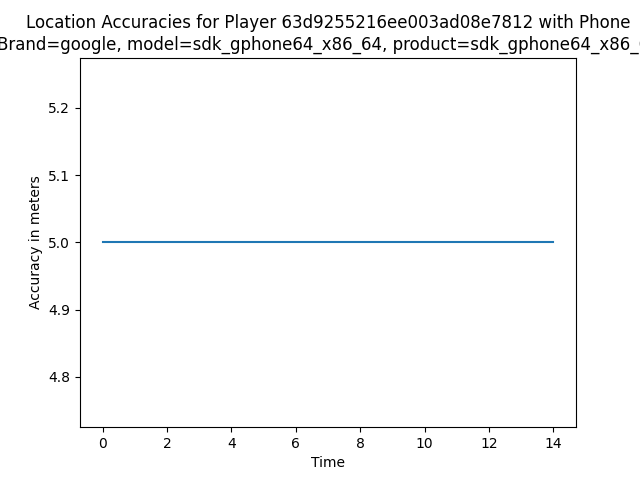 Location Accuracies for Player 63d9255216ee003ad08e7812 with Phone
Brand=google, model=sdk_gphone64_x86_64, product=sdk_gphone64_x86_
5.2
5.1
5.0
4.9
4.8
Accuracy in meters
0 2 4 6 8 10 12 14
Time